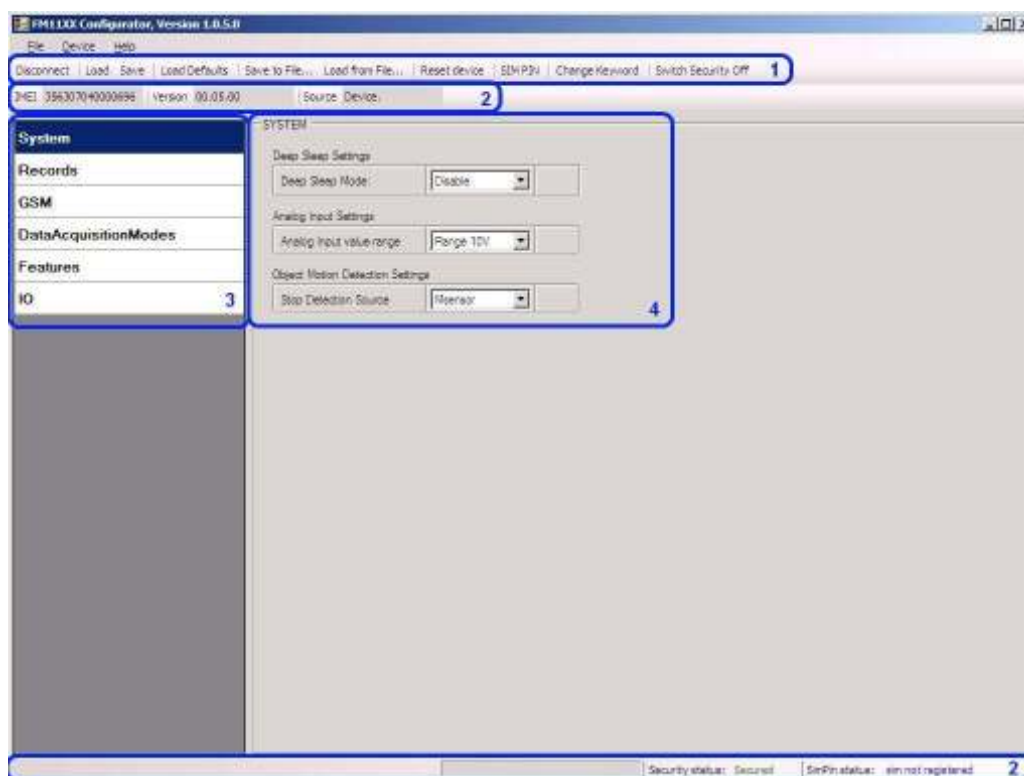 FM11XX Configurator, Version 1.0.5.0
File Device Help
Disconnect Load Save Load Defaults Save to File... Load from File... Reset device SIM PIN Change Keyword Switch Security Off 1
IMEI 356307040000696 Version 00.05.00 Source Device. 2
System
Records
GSM
DataAcquisitionModes
Features
IO
3
SYSTEM
Deep Sleep Settings
Deep Sleep Mode Disable
Analog Input Settings
Analog Input value range Range 10V
Object Motion Detection Settings
Stop Detection Source Msensor
4
Security status: Secured SimPin status: sim not registered 2